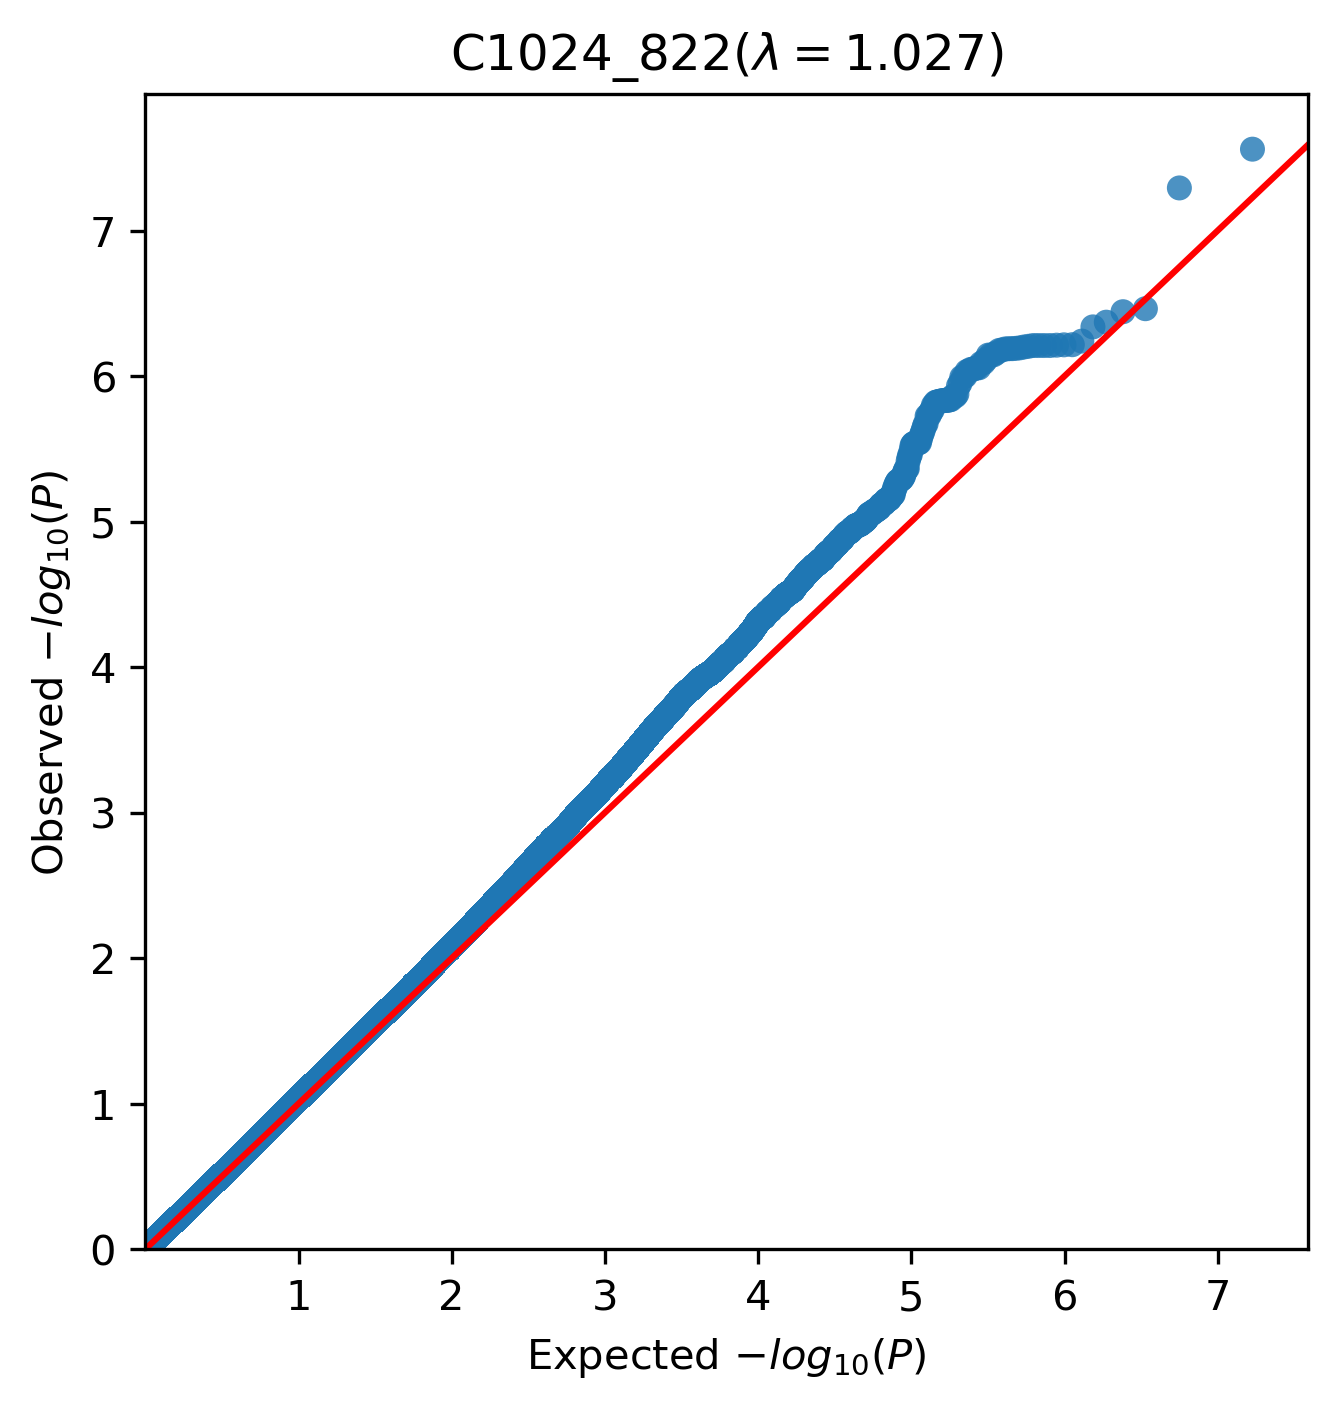 C1024_822(λ = 1.027)
Observed −log₁₀(P)
7
6
5
4
3
2
1
0
1 2 3 4 5 6 7
Expected −log₁₀(P)